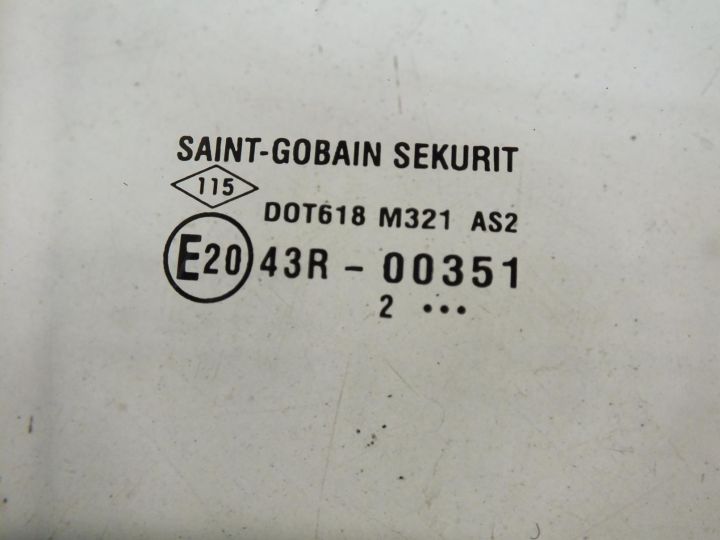 SAINT-GOBAIN SEKURIT
115
DOT618 M321 AS2
E20 43R - 00351
2 •••